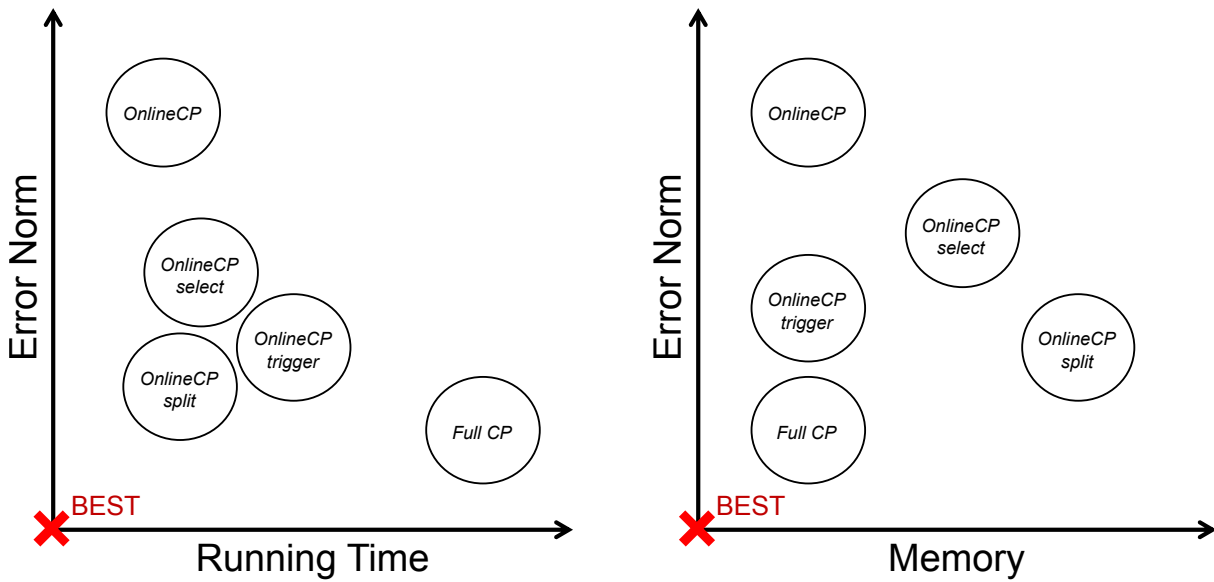 Error Norm
OnlineCP
OnlineCP
select
OnlineCP
trigger
OnlineCP
split
Full CP
BEST
Running Time
Error Norm
OnlineCP
OnlineCP
select
OnlineCP
trigger
OnlineCP
split
Full CP
BEST
Memory